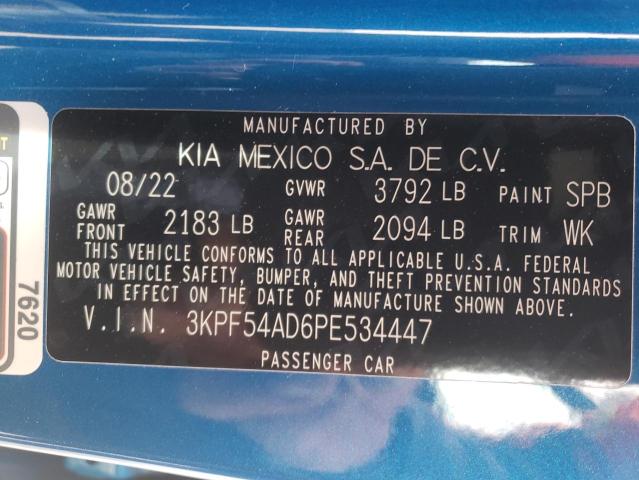 MANUFACTURED BY
KIA MEXICO S.A. DE C.V.
08/22 GVWR 3792 LB PAINT SPB
GAWR FRONT 2183 LB GAWR REAR 2094 LB TRIM WK
THIS VEHICLE CONFORMS TO ALL APPLICABLE U.S.A. FEDERAL
MOTOR VEHICLE SAFETY, BUMPER, AND THEFT PREVENTION STANDARDS
IN EFFECT ON THE DATE OF MANUFACTURE SHOWN ABOVE.
V.I.N. 3KPF54AD6PE534447
PASSENGER CAR
7620